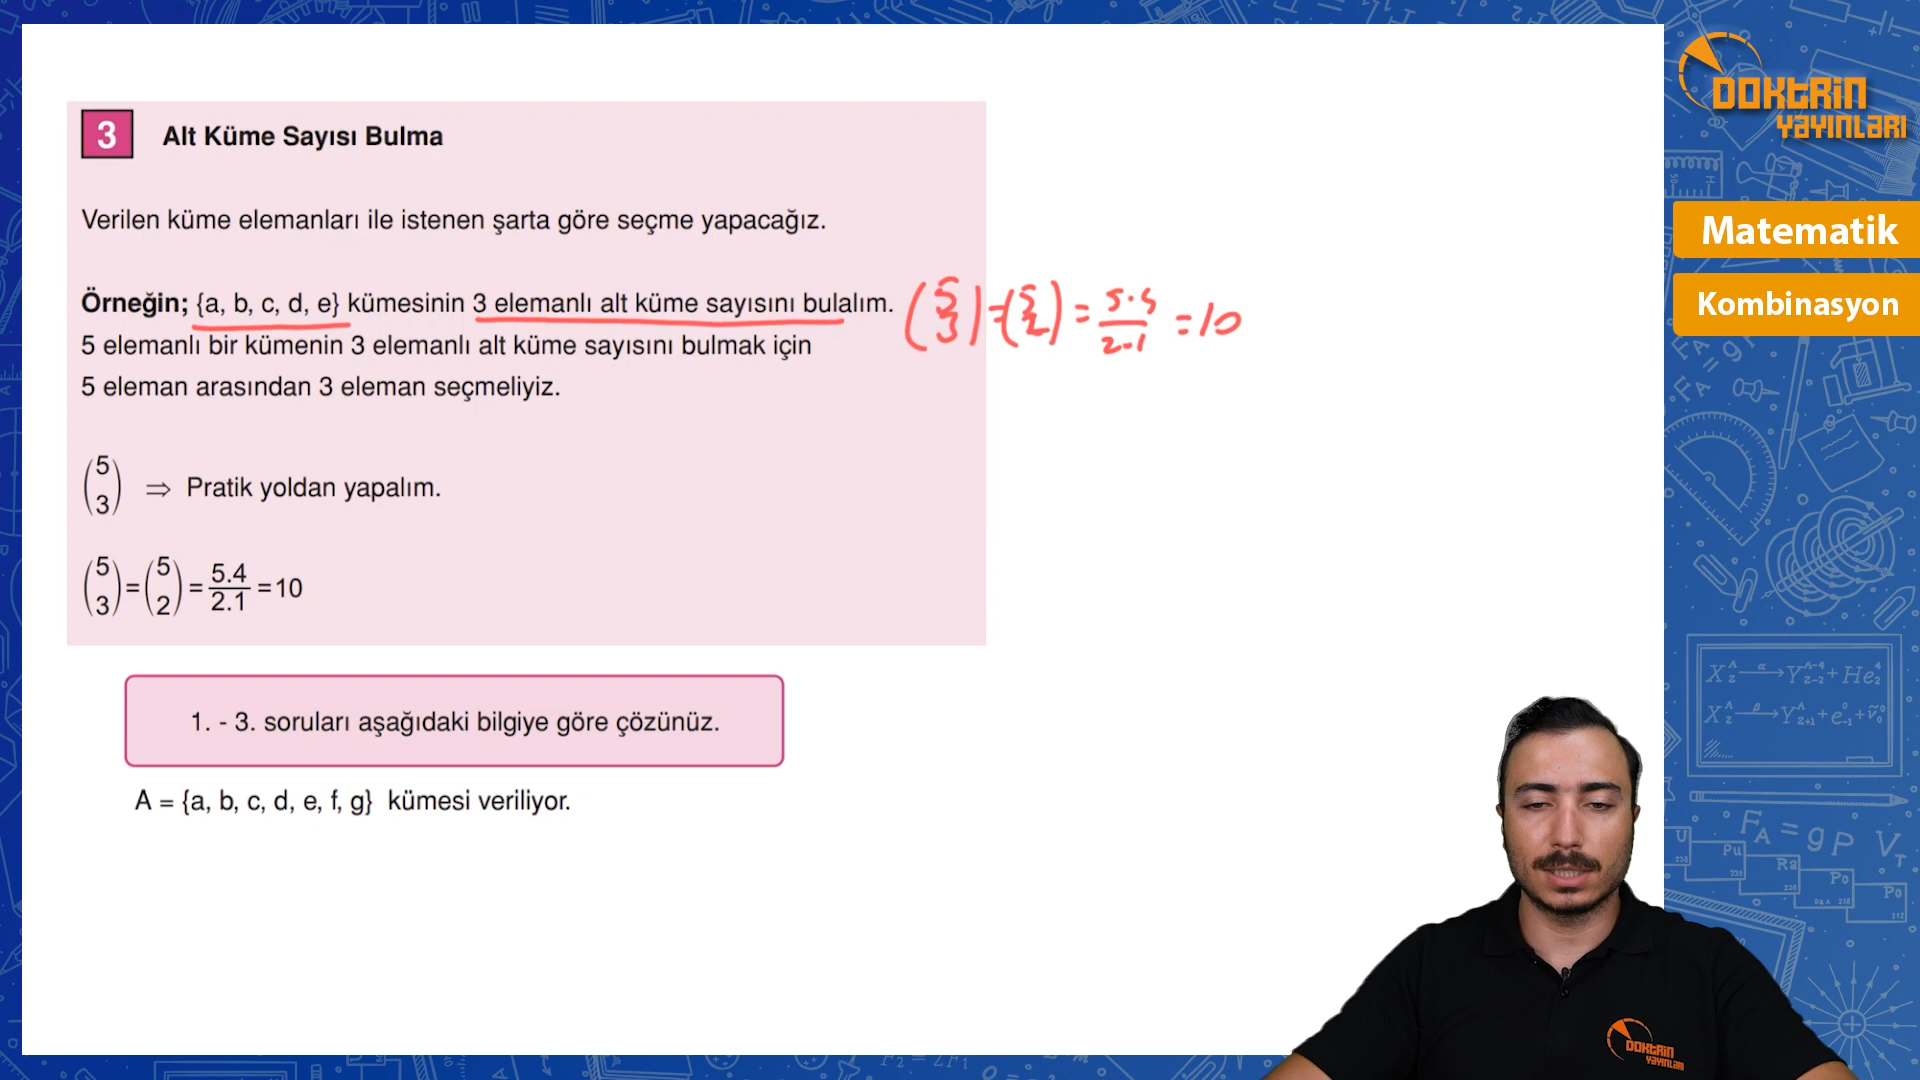 3 Alt Küme Sayısı Bulma
Verilen küme elemanları ile istenen şarta göre seçme yapacağız.
Örneğin; {a, b, c, d, e} kümesinin 3 elemanlı alt küme sayısını bulalım.
(5 3) = (5 2) = 5.4 / 2.1 = 10
5 elemanlı bir kümenin 3 elemanlı alt küme sayısını bulmak için
5 eleman arasından 3 eleman seçmeliyiz.
(5 3) ⇒ Pratik yoldan yapalım.
(5 3) = (5 2) = 5.4 / 2.1 = 10
1. - 3. soruları aşağıdaki bilgiye göre çözünüz.
A = {a, b, c, d, e, f, g} kümesi veriliyor.
DOKTRİN
YAYINLARI
Matematik
Kombinasyon
DOKTRİN
YAYINLARI